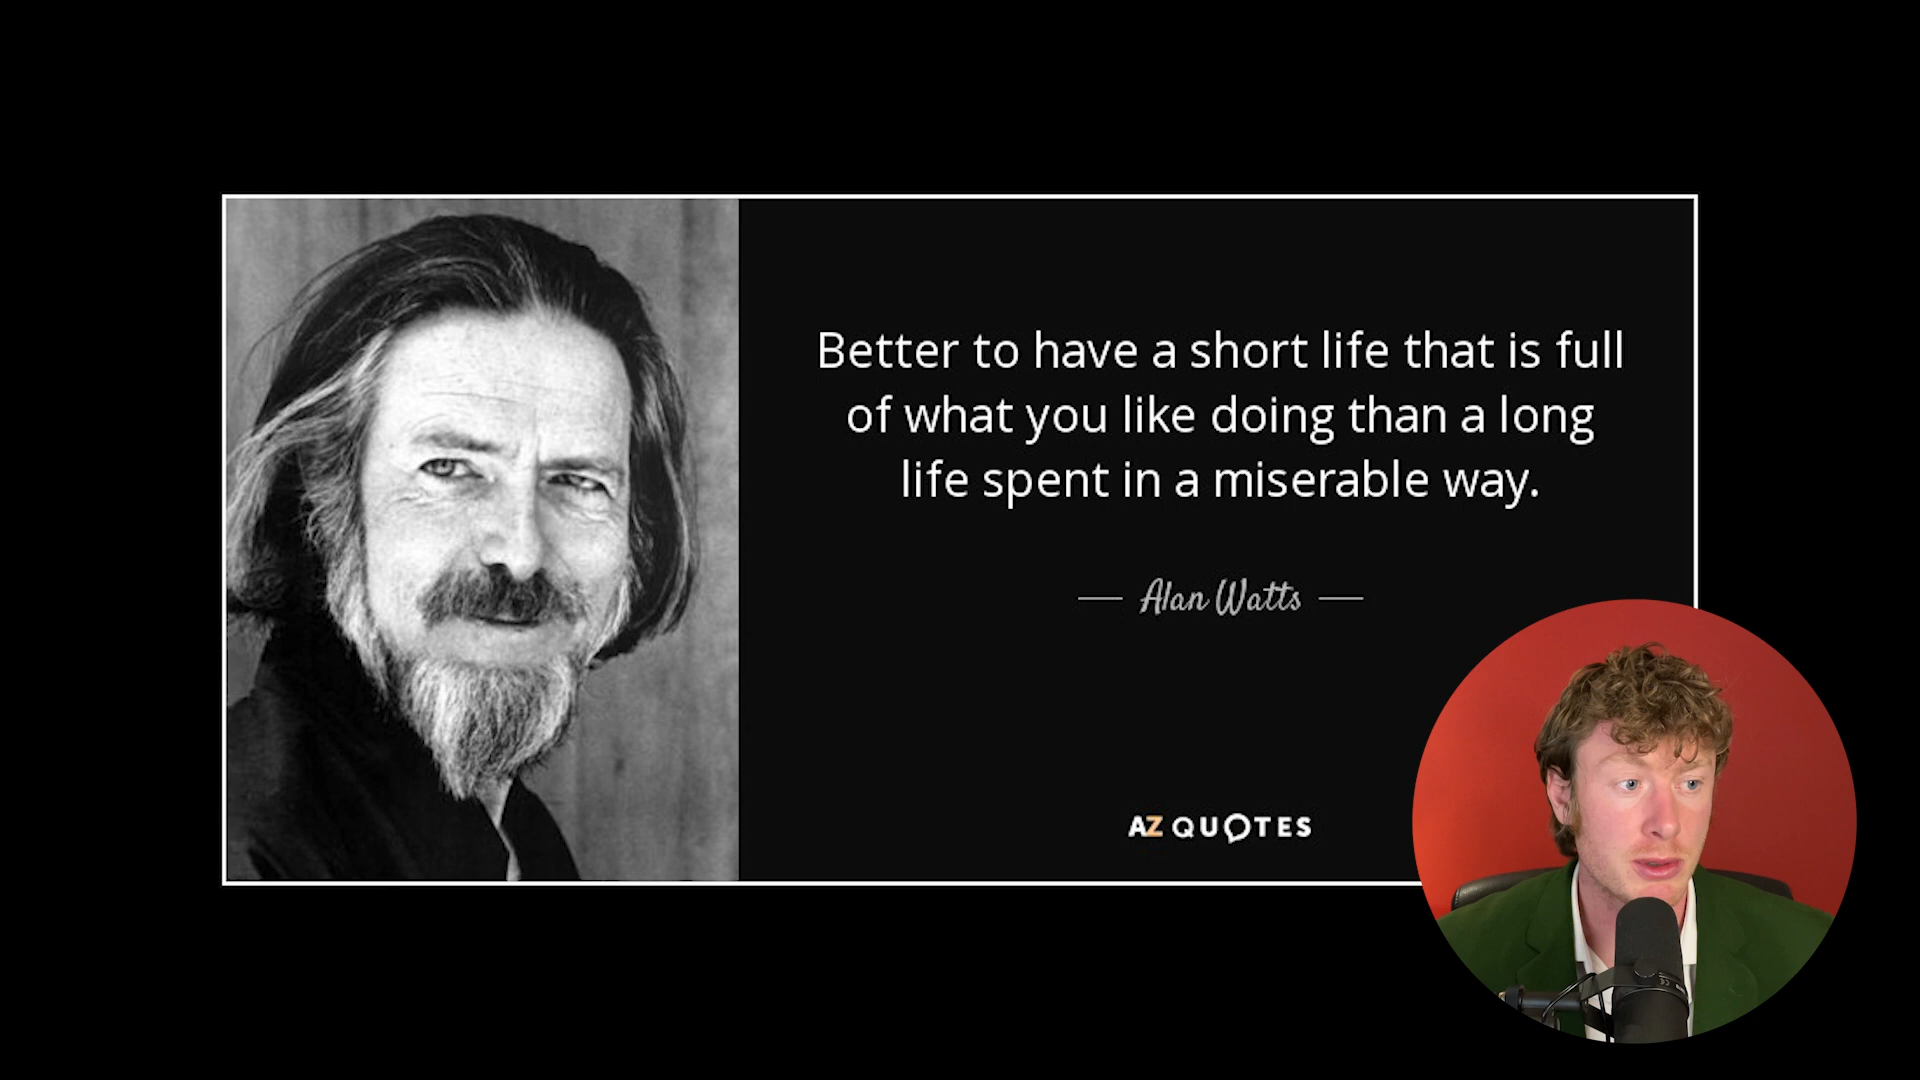 Better to have a short life that is full
of what you like doing than a long
life spent in a miserable way.
Alan Watts
AZ QUOTES